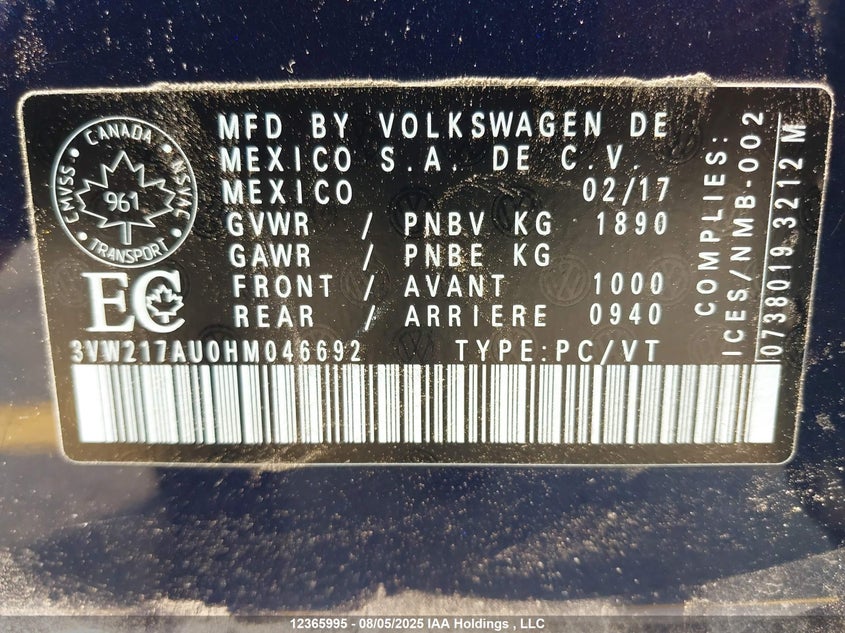 CANADA
CMVSS
NSVAC
961
TRANSPORT
EC
MFD BY VOLKSWAGEN DE
MEXICO S.A. DE C.V.
MEXICO 02/17
GVWR / PNBV KG 1890
GAWR / PNBE KG
FRONT / AVANT 1000
REAR / ARRIERE 0940
3VW217AU0HM046692 TYPE:PC/VT
COMPLIES:
ICES/NMB-002
0738019 3212 M
12365995 - 08/05/2025 IAA Holdings , LLC